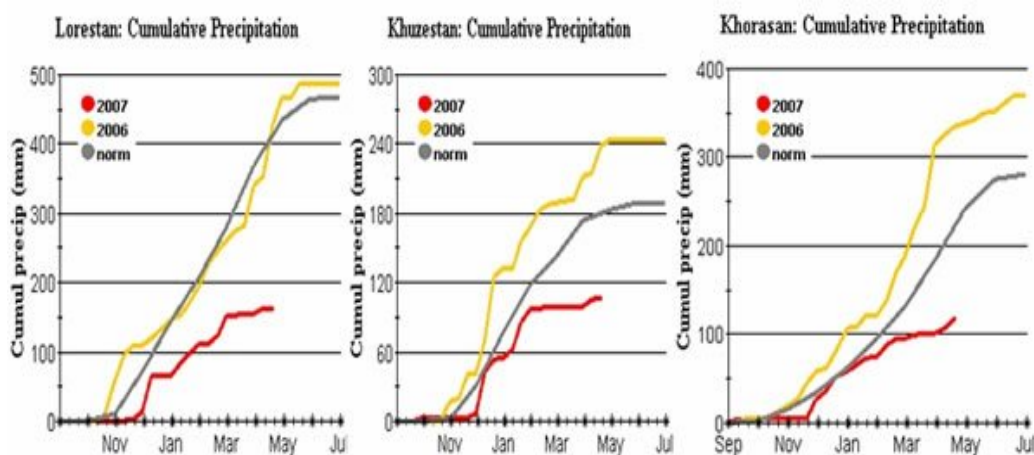 Lorestan: Cumulative Precipitation
500
400
300
200
100
0
Cumul precip (mm)
2007
2006
norm
Nov Jan Mar May Jul
Khuzestan: Cumulative Precipitation
300
240
180
120
60
0
Cumul precip (mm)
2007
2006
norm
Nov Jan Mar May Jul
Khorasan: Cumulative Precipitation
400
300
200
100
0
Cumul precip (mm)
2007
2006
norm
Sep Nov Jan Mar May Jul